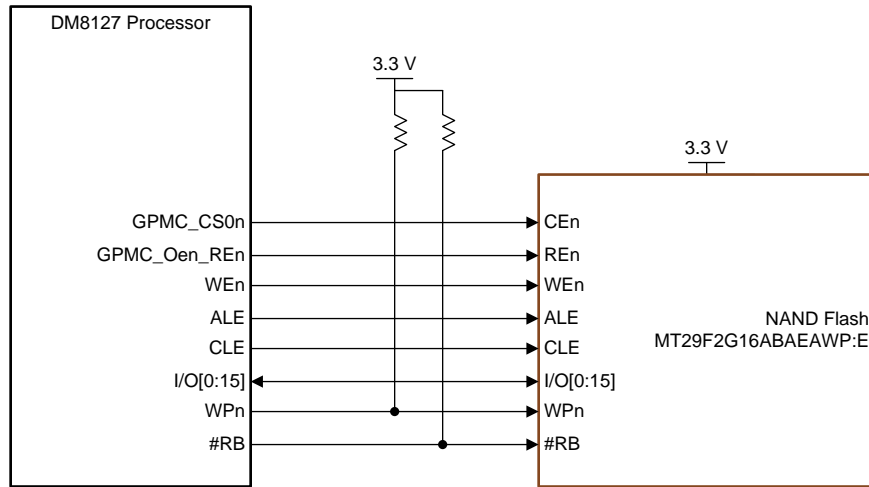 DM8127 Processor
3.3 V
3.3 V
GPMC_CS0n
CEn
GPMC_Oen_REn
REn
WEn
WEn
ALE
ALE
NAND Flash
CLE
CLE
MT29F2G16ABAEAWP:E
I/O[0:15]
I/O[0:15]
WPn
WPn
#RB
#RB